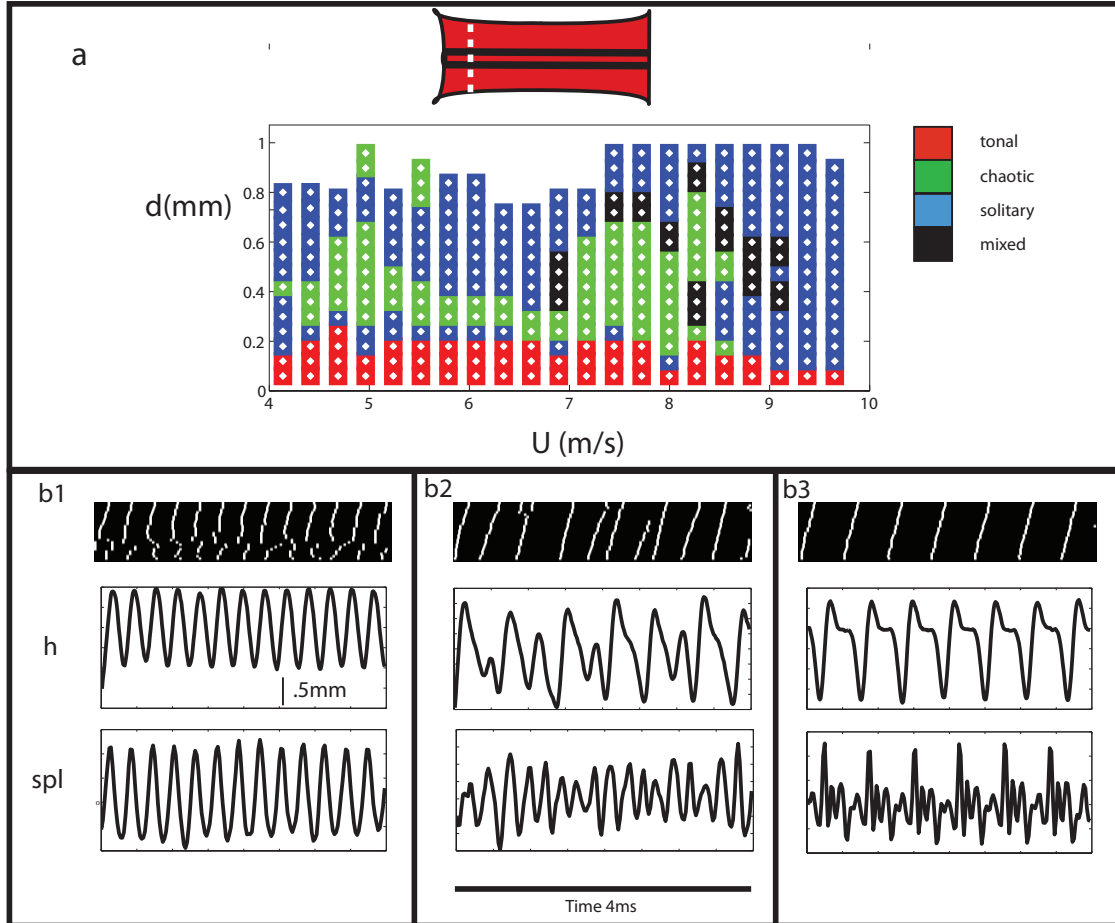 a
d(mm)
1
0.8
0.6
0.4
0.2
0
4
5
6
7
8
9
10
U (m/s)
tonal
chaotic
solitary
mixed
b1
b2
b3
h
.5mm
spl
Time 4ms